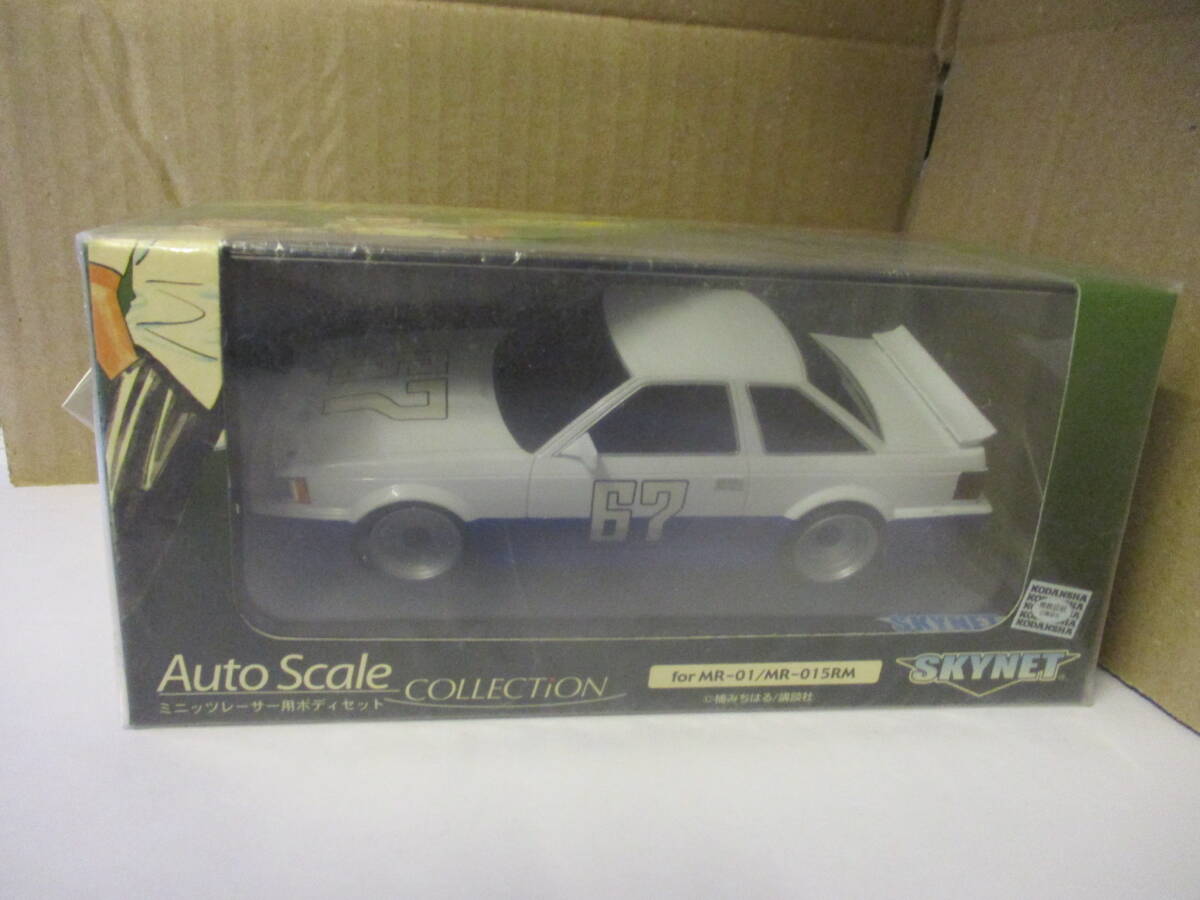 67
67
SKYNET
KODANSHA
KODANSHA
Auto Scale COLLECTiON
ミニッツレーサー用ボディセット
for MR-01/MR-015RM
©楠みちはる/講談社
SKYNET